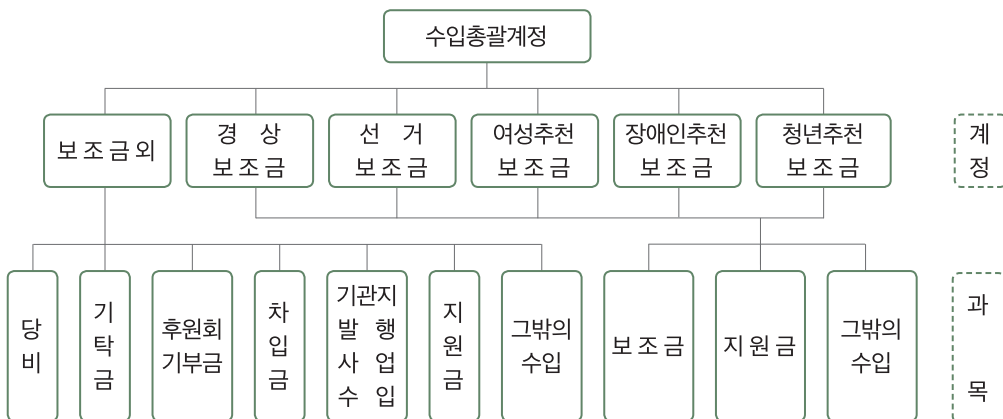 수입총괄계정
보조금외
경 상
보조금
선 거
보조금
여성추천
보조금
장애인추천
보조금
청년추천
보조금
계
정
당
비
기
탁
금
후원회
기부금
차
입
금
기관지
발 행
사 업
수 입
지
원
금
그밖의
수입
보조금
지원금
그밖의
수입
과
목